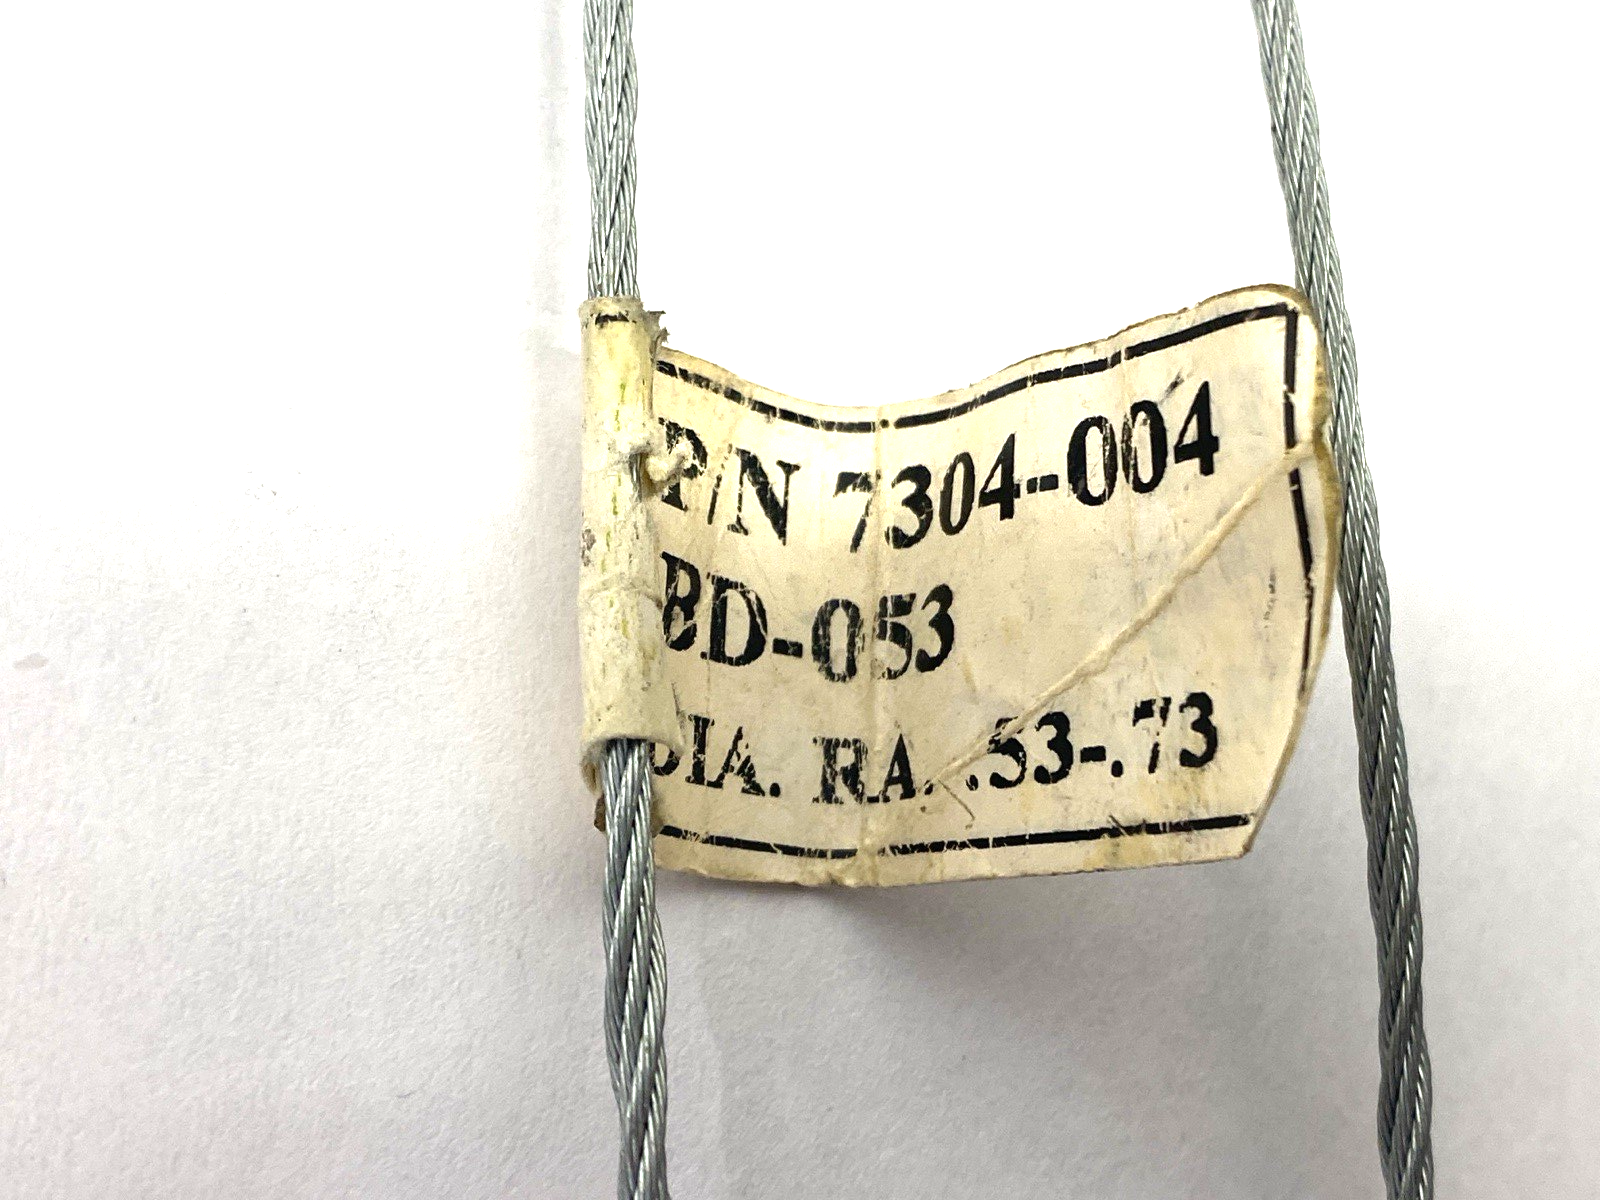 P/N 7304-004
BD-053
DIA. RA. .53-.73